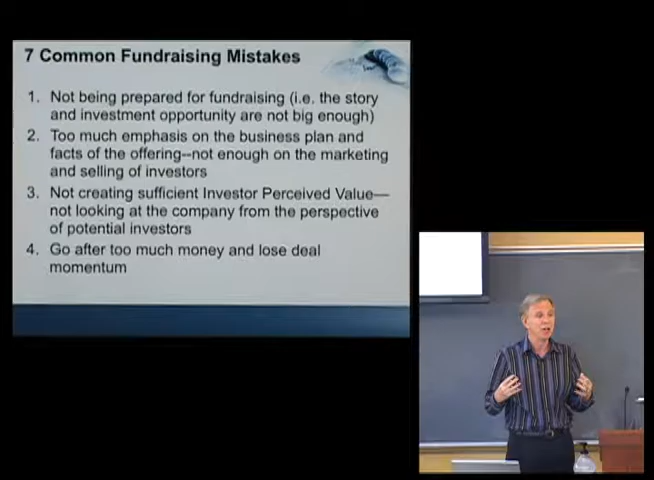 7 Common Fundraising Mistakes
1. Not being prepared for fundraising (i.e. the story
and investment opportunity are not big enough)
2. Too much emphasis on the business plan and
facts of the offering--not enough on the marketing
and selling of investors
3. Not creating sufficient Investor Perceived Value—
not looking at the company from the perspective
of potential investors
4. Go after too much money and lose deal
momentum